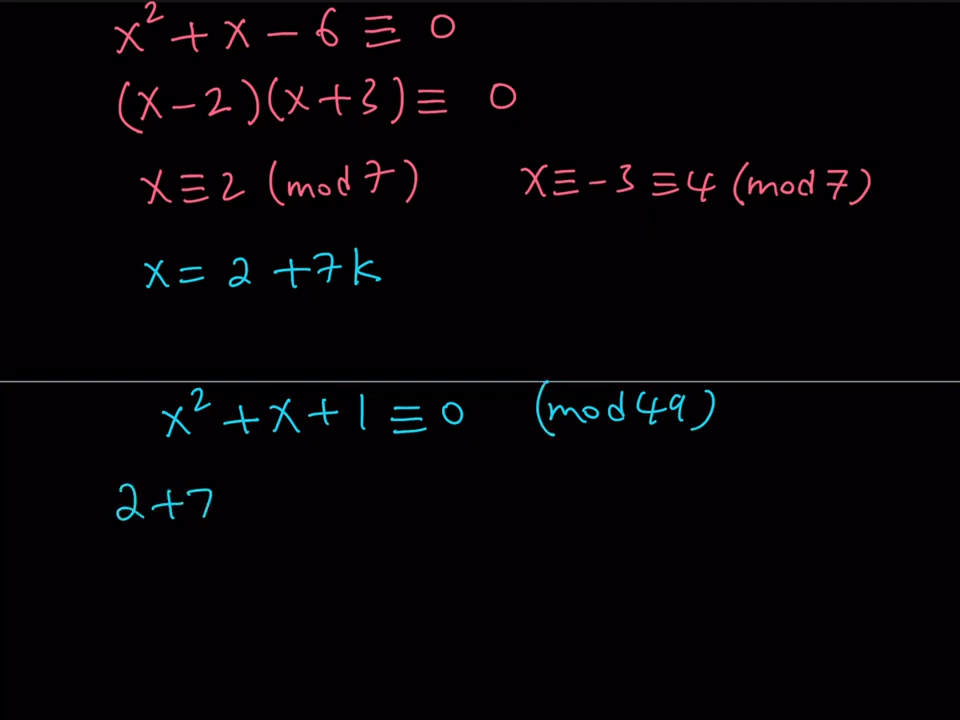 x² + x − 6 ≡ 0
(x−2)(x+3) ≡ 0
x ≡ 2 (mod 7) x ≡ −3 ≡ 4 (mod 7)
x = 2 + 7k
x² + x + 1 ≡ 0 (mod 49)
2+7